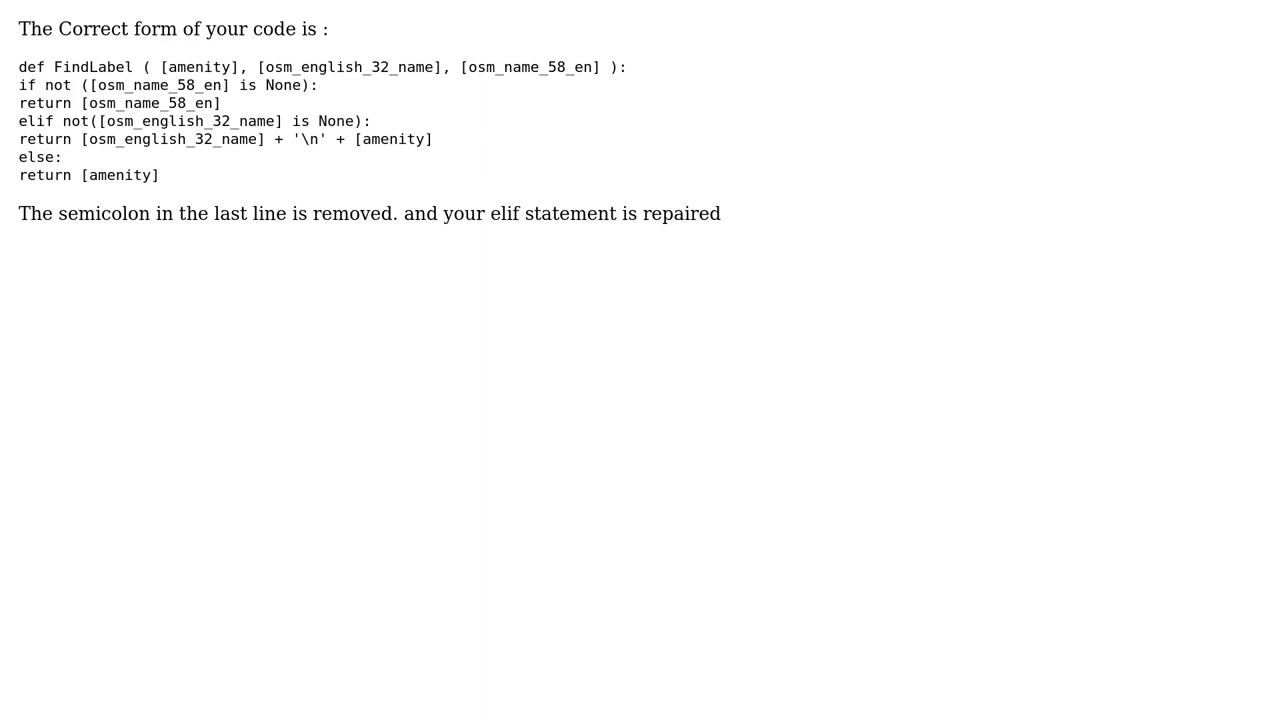 The Correct form of your code is :
def FindLabel ( [amenity], [osm_english_32_name], [osm_name_58_en] ):
if not ([osm_name_58_en] is None):
return [osm_name_58_en]
elif not([osm_english_32_name] is None):
return [osm_english_32_name] + '\n' + [amenity]
else:
return [amenity]
The semicolon in the last line is removed. and your elif statement is repaired